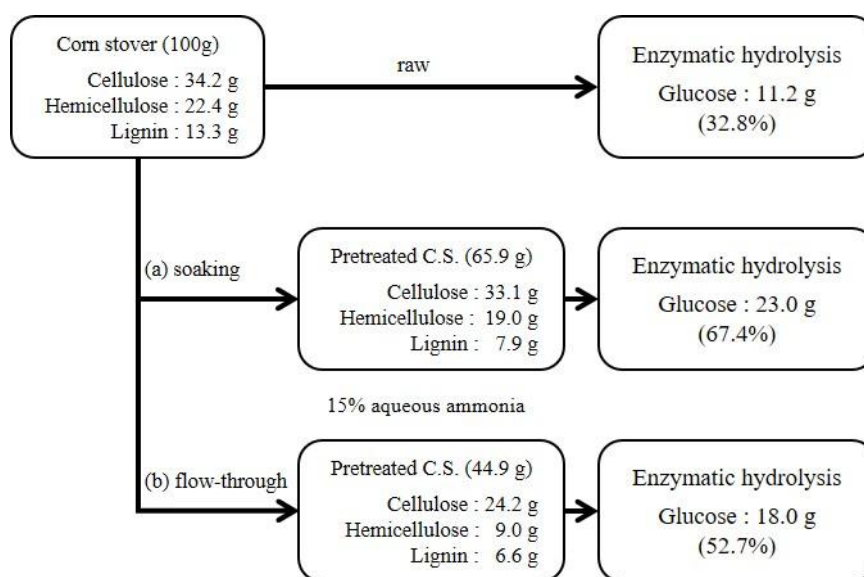 Corn stover (100g)
Cellulose : 34.2 g
Hemicellulose : 22.4 g
Lignin : 13.3 g
raw
Enzymatic hydrolysis
Glucose : 11.2 g
(32.8%)
(a) soaking
Pretreated C.S. (65.9 g)
Cellulose : 33.1 g
Hemicellulose : 19.0 g
Lignin : 7.9 g
Enzymatic hydrolysis
Glucose : 23.0 g
(67.4%)
15% aqueous ammonia
(b) flow-through
Pretreated C.S. (44.9 g)
Cellulose : 24.2 g
Hemicellulose : 9.0 g
Lignin : 6.6 g
Enzymatic hydrolysis
Glucose : 18.0 g
(52.7%)